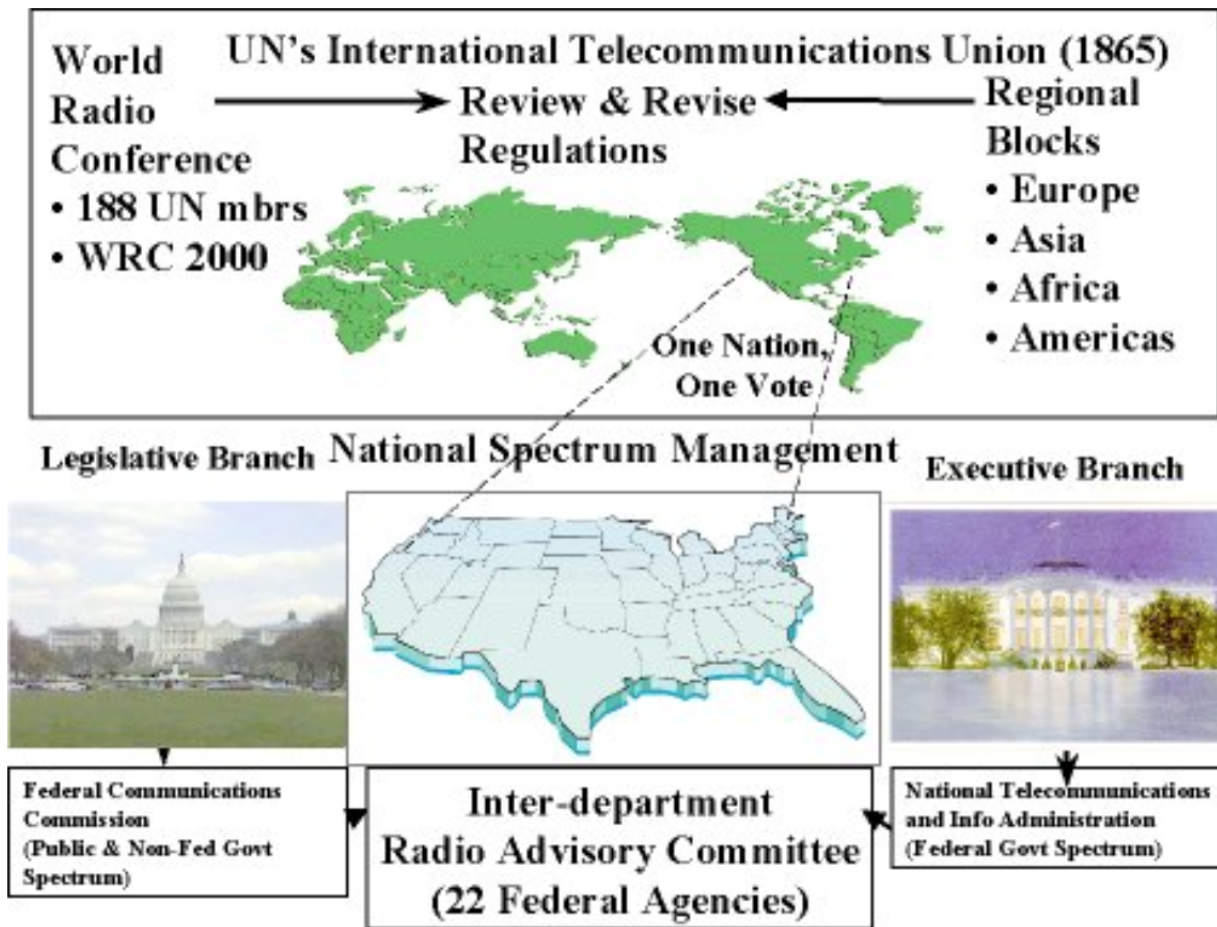 UN's International Telecommunications Union (1865)
World
Radio
Conference
• 188 UN mbrs
• WRC 2000
Review & Revise
Regulations
Regional
Blocks
• Europe
• Asia
• Africa
• Americas
One Nation,
One Vote
National Spectrum Management
Legislative Branch
Executive Branch
Federal Communications
Commission
(Public & Non-Fed Govt
Spectrum)
Inter-department
Radio Advisory Committee
(22 Federal Agencies)
National Telecommunications
and Info Administration
(Federal Govt Spectrum)